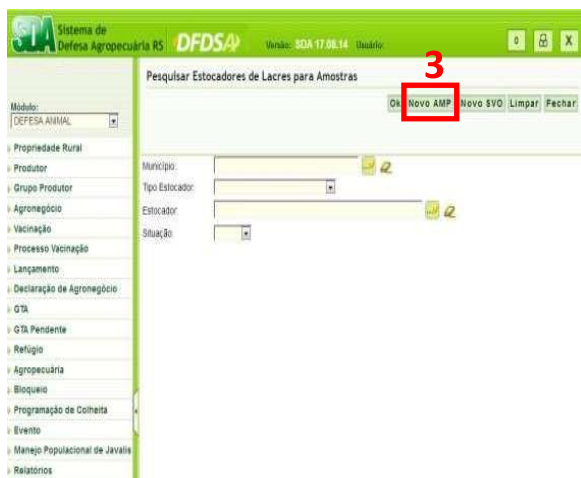 SDA Sistema de
Defesa Agropecuária RS DFDSA Versão: SDA 17.08.14 Usuário:
0 X
3
Pesquisar Estocadores de Lacres para Amostras
Ok Novo AMP Novo SVO Limpar Fechar
Módulo:
DEFESA ANIMAL
Propriedade Rural
Produtor
Grupo Produtor
Agronegócio
Vacinação
Processo Vacinação
Lançamento
Declaração de Agronegócio
GTA
GTA Pendente
Refúgio
Agropecuária
Bloqueio
Programação de Colheita
Evento
Manejo Populacional de Javalis
Relatórios
Município:
Tipo Estocador:
Estocador:
Situação: